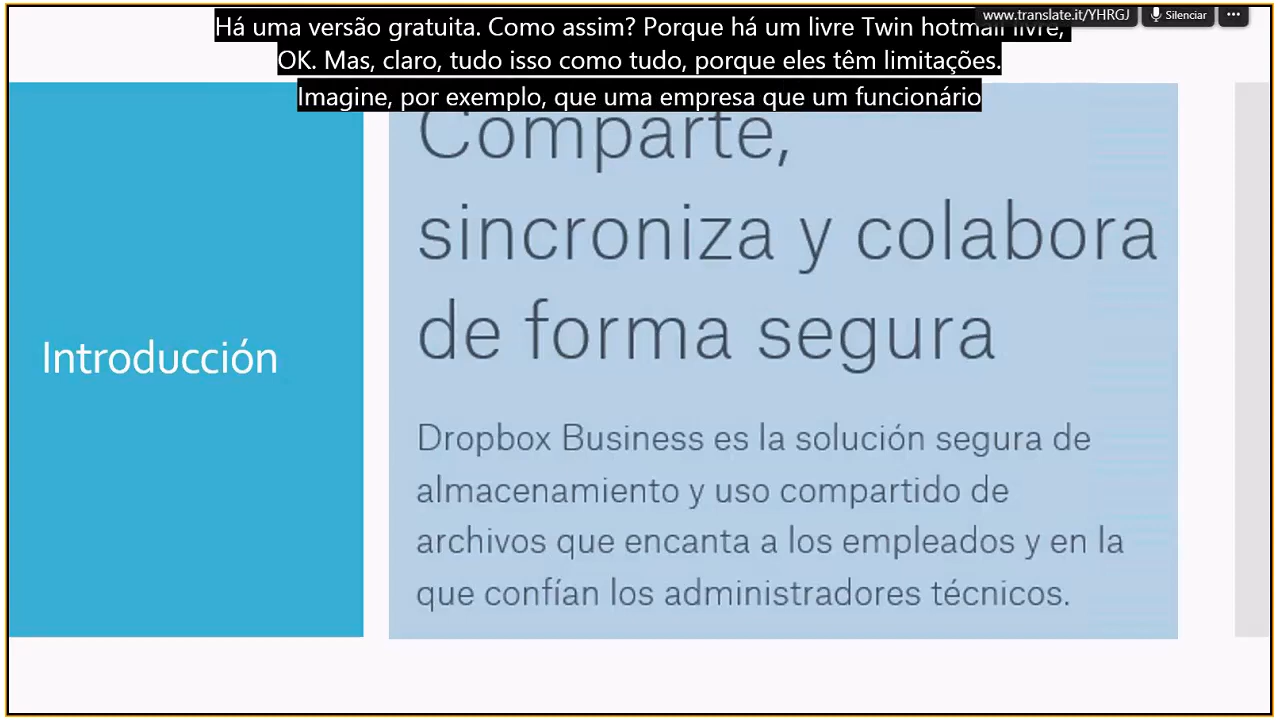 www.translate.it/YHRGJ Silenciar
Há uma versão gratuita. Como assim? Porque há um livre Twin hotmail livre,
OK. Mas, claro, tudo isso como tudo, porque eles têm limitações.
Imagine, por exemplo, que uma empresa que um funcionário
Comparte,
sincroniza y colabora
de forma segura
Introducción
Dropbox Business es la solución segura de
almacenamiento y uso compartido de
archivos que encanta a los empleados y en la
que confían los administradores técnicos.